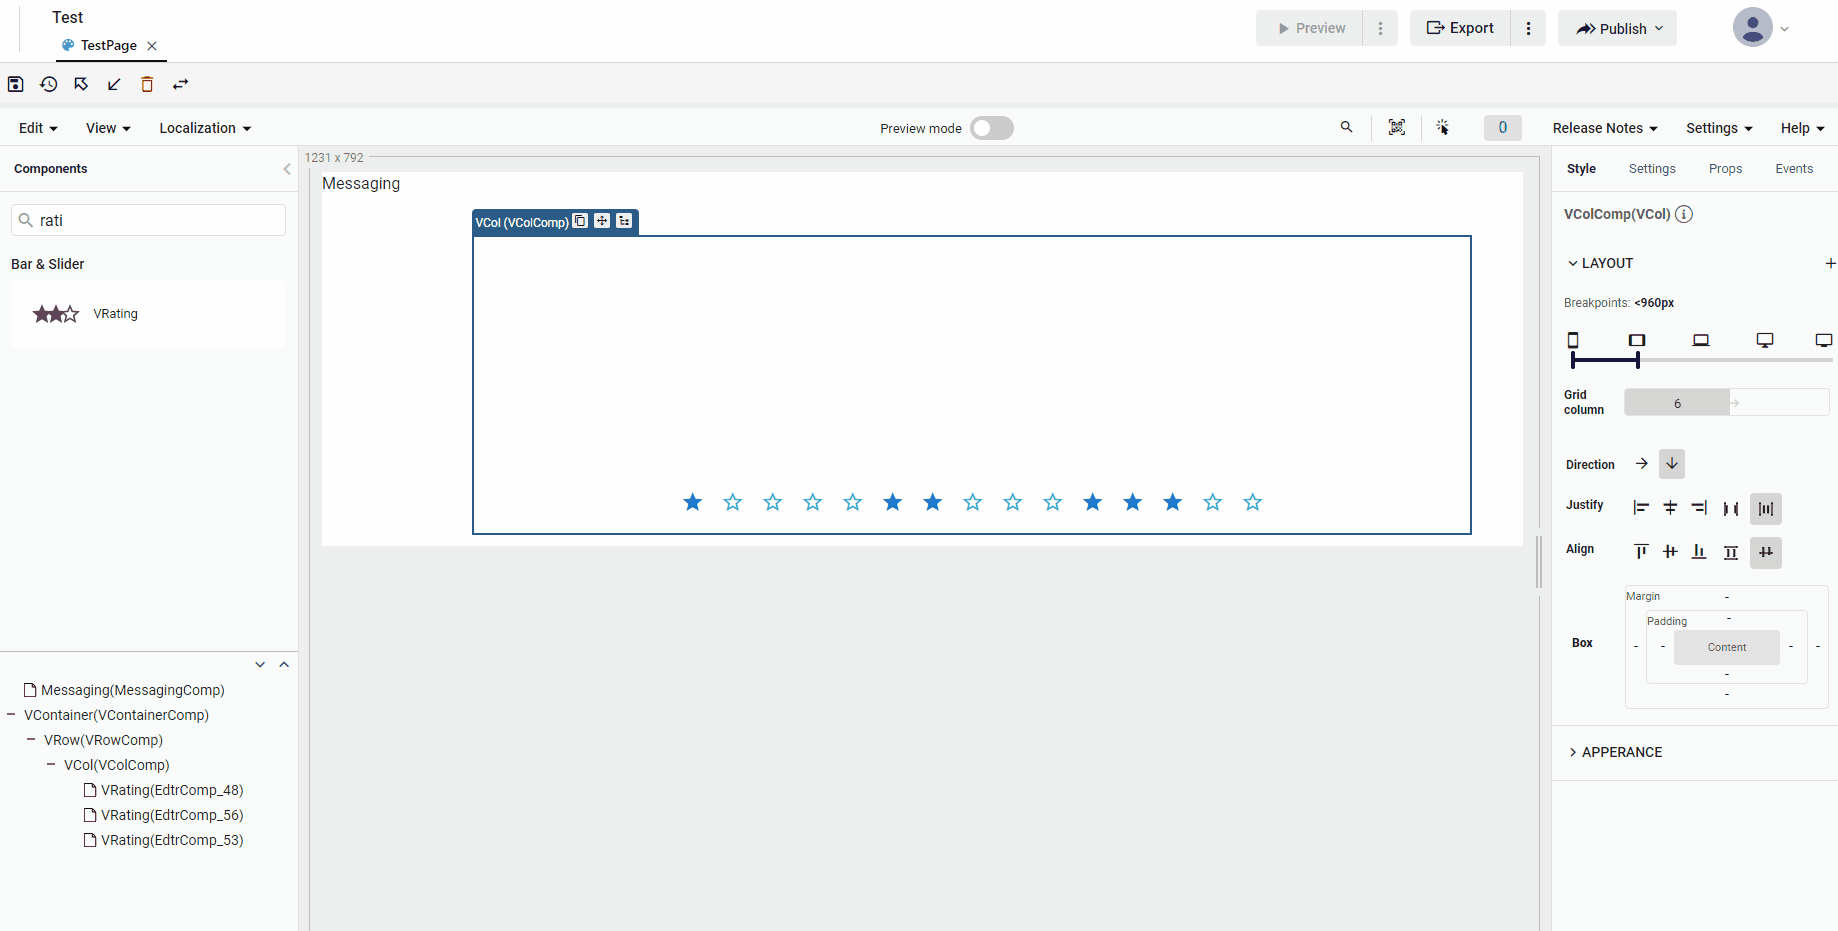 Test
TestPage
Preview
Export
Publish
Edit
View
Localization
Preview mode
0
Release Notes
Settings
Help
Components
rati
Bar & Slider
VRating
Messaging(MessagingComp)
VContainer(VContainerComp)
VRow(VRowComp)
VCol(VColComp)
VRating(EdtrComp_48)
VRating(EdtrComp_56)
VRating(EdtrComp_53)
1231 x 792
Messaging
VCol (VColComp)
Style
Settings
Props
Events
VColComp(VCol)
LAYOUT
Breakpoints: <960px
Grid
column
6
Direction
Justify
Align
Box
Margin
-
Padding
-
- - Content - -
-
-
APPERANCE